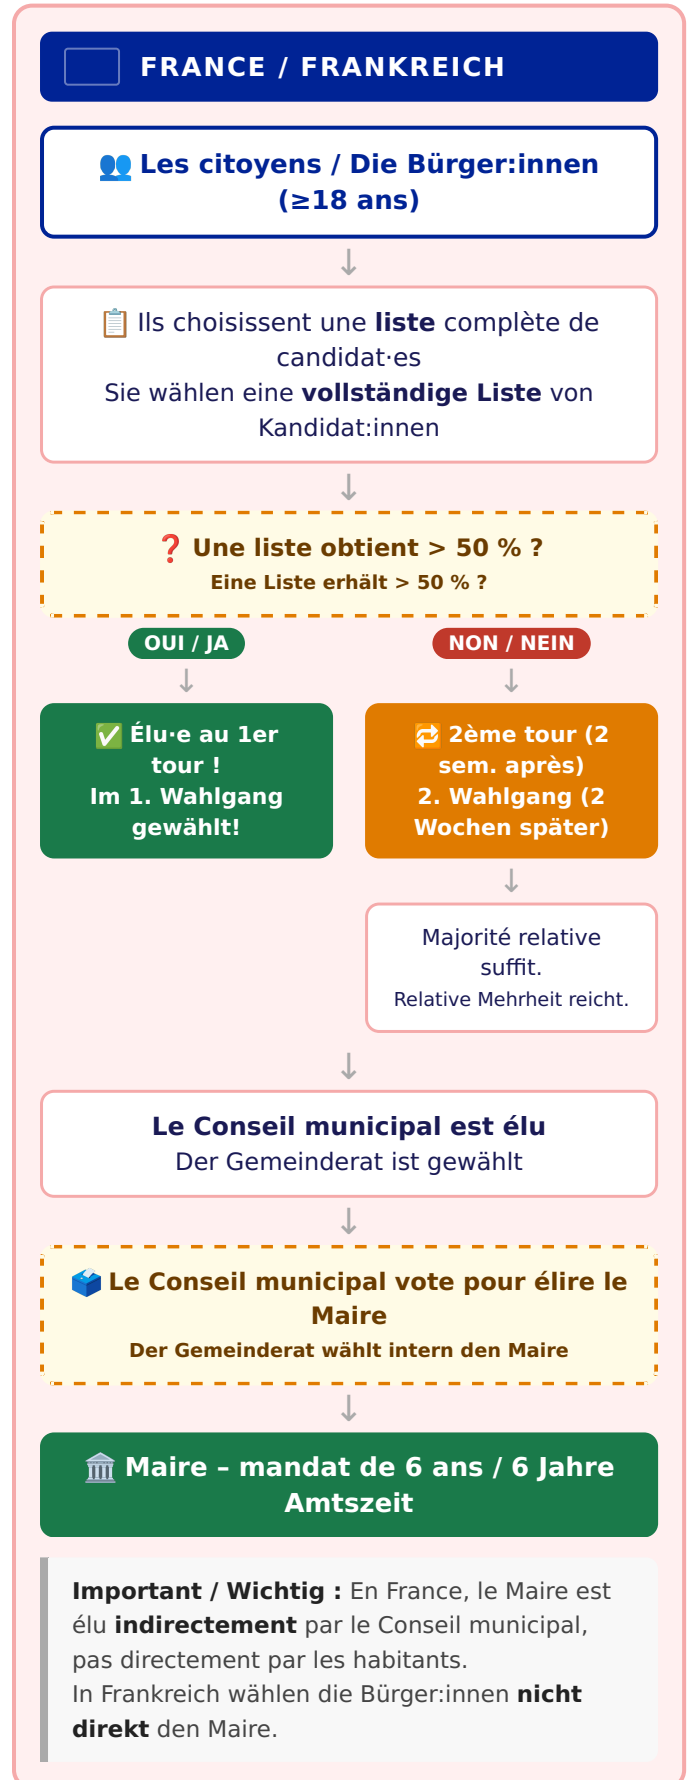 FRANCE / FRANKREICH
👥 Les citoyens / Die Bürger:innen
(≥18 ans)
↓
📋 Ils choisissent une liste complète de
candidat·es
Sie wählen eine vollständige Liste von
Kandidat:innen
↓
❓ Une liste obtient > 50 % ?
Eine Liste erhält > 50 % ?
OUI / JA
↓
✅ Élu·e au 1er
tour !
Im 1. Wahlgang
gewählt!
NON / NEIN
↓
🔁 2ème tour (2
sem. après)
2. Wahlgang (2
Wochen später)
↓
Majorité relative
suffit.
Relative Mehrheit reicht.
↓
Le Conseil municipal est élu
Der Gemeinderat ist gewählt
↓
🗳️ Le Conseil municipal vote pour élire le
Maire
Der Gemeinderat wählt intern den Maire
↓
🏛️ Maire – mandat de 6 ans / 6 Jahre
Amtszeit
Important / Wichtig : En France, le Maire est
élu indirectement par le Conseil municipal,
pas directement par les habitants.
In Frankreich wählen die Bürger:innen nicht
direkt den Maire.